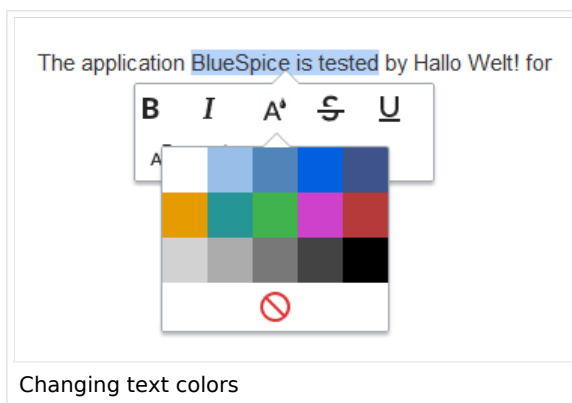 The application BlueSpice is tested by Hallo Welt! for
B I A S U
A
Changing text colors